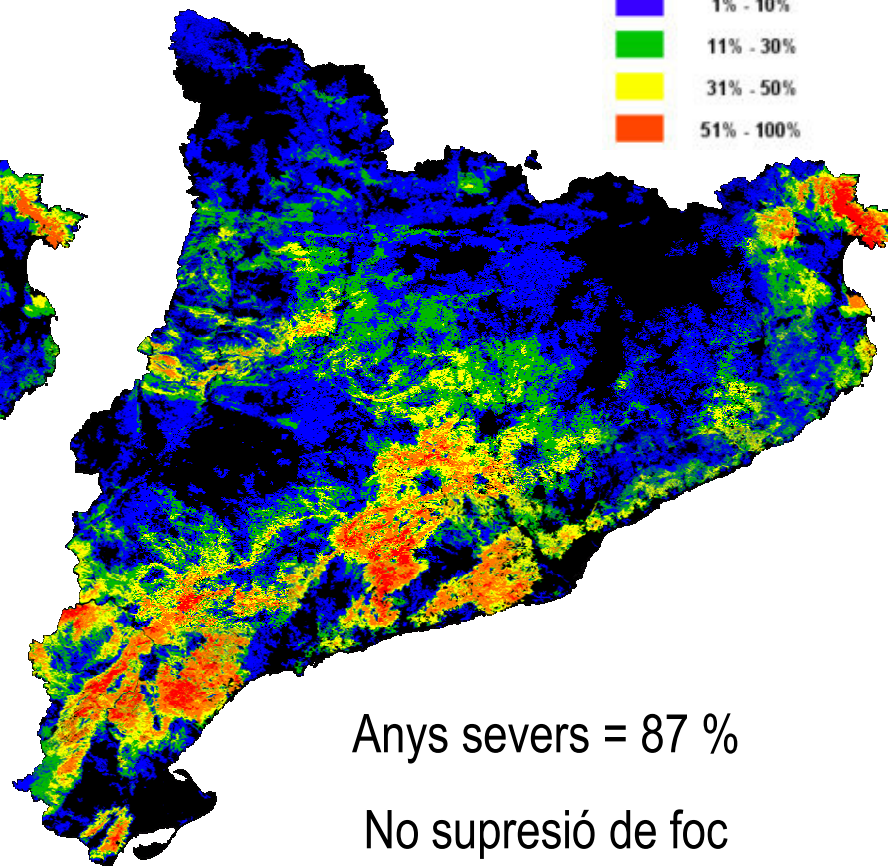 1% - 10%
11% - 30%
31% - 50%
51% - 100%
Anys severs = 87 %
No supresió de foc